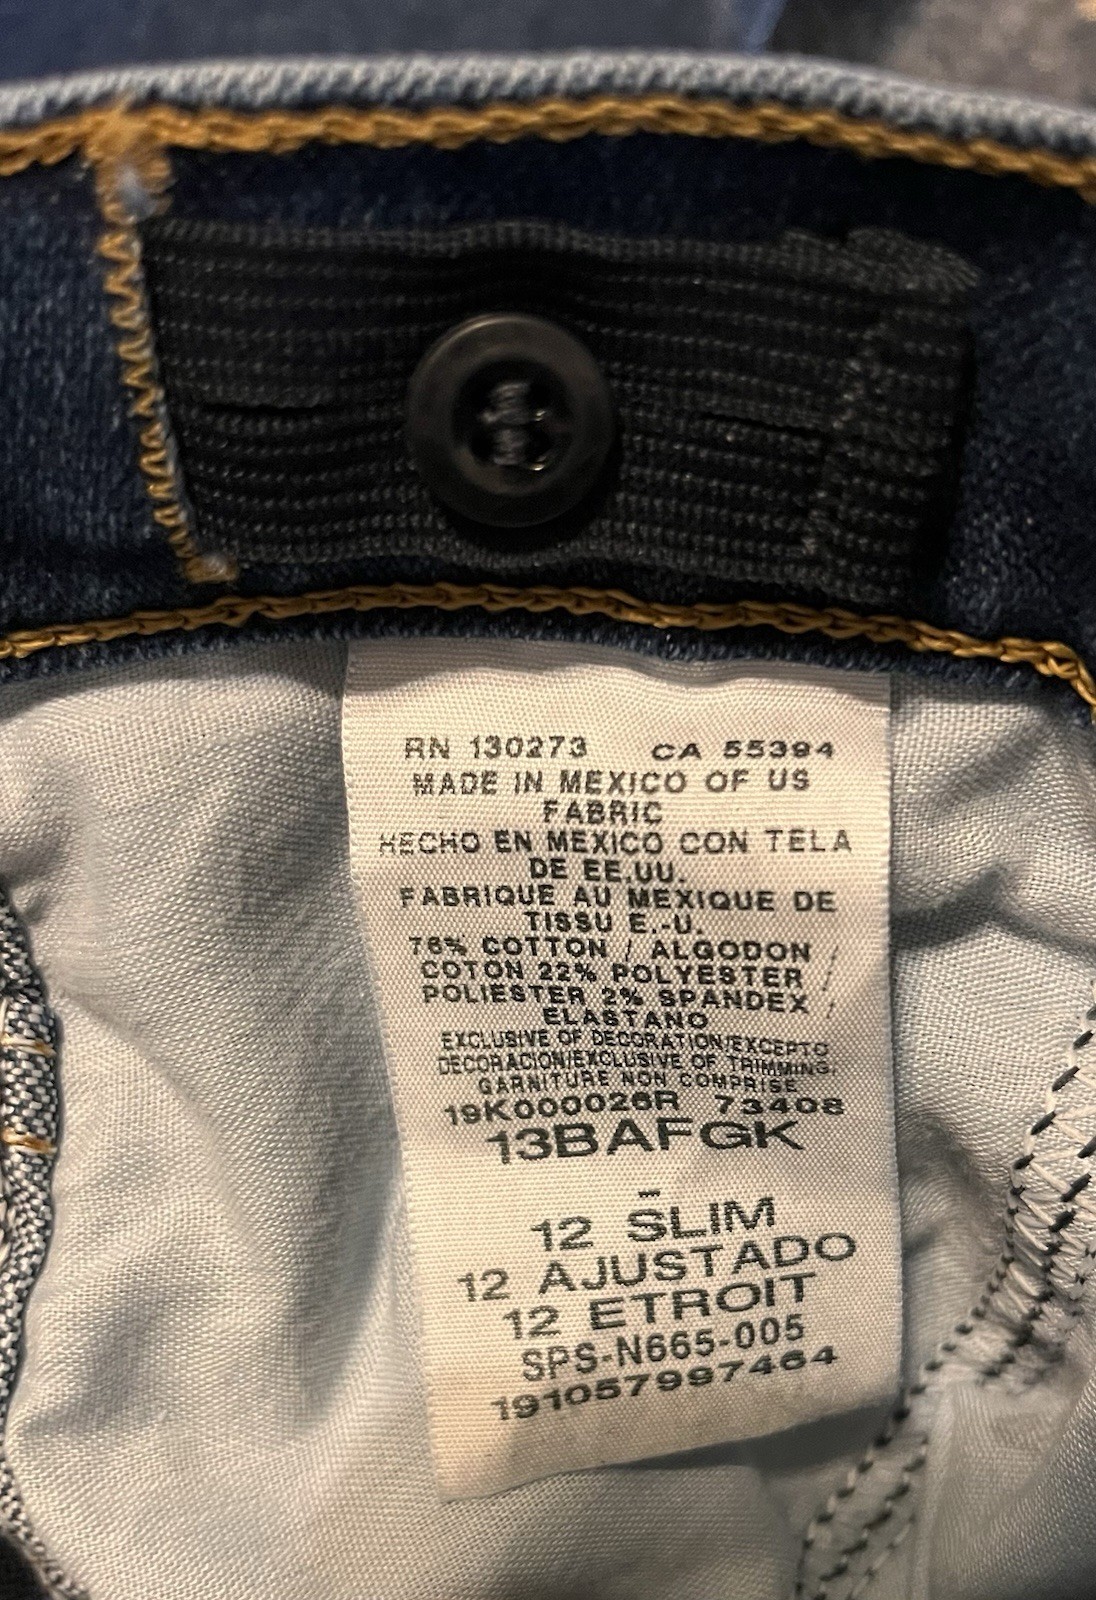 RN 130273 CA 55394
MADE IN MEXICO OF US
FABRIC
HECHO EN MEXICO CON TELA
DE EE.UU.
FABRIQUE AU MEXIQUE DE
TISSU E.-U.
76% COTTON / ALGODON /
COTON 22% POLYESTER /
POLIESTER 2% SPANDEX /
ELASTANO
EXCLUSIVE OF DECORATION/EXCEPTO
DECORACION/EXCLUSIVE OF TRIMMING.
GARNITURE NON COMPRISE
19K000026R 73408
13BAFGK
12 SLIM
12 AJUSTADO
12 ETROIT
SPS-N665-005
191057997464